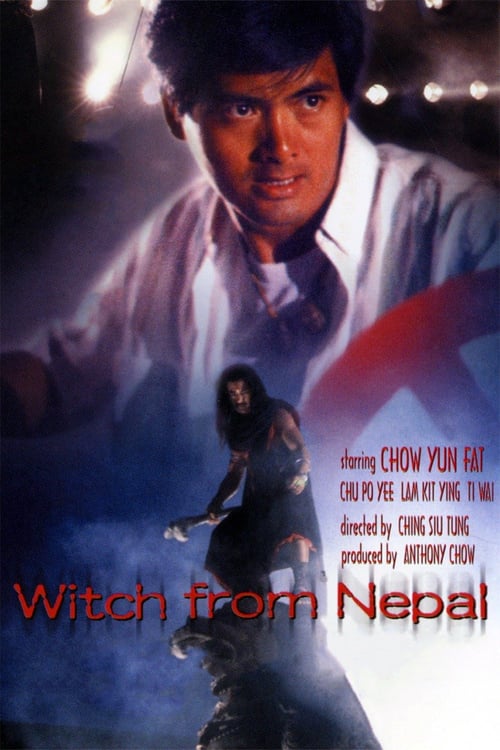 starring CHOW YUN FAT
CHU PO YEE LAM KIT YING TI WAI
directed by CHING SIU TUNG
produced by ANTHONY CHOW
Witch from Nepal